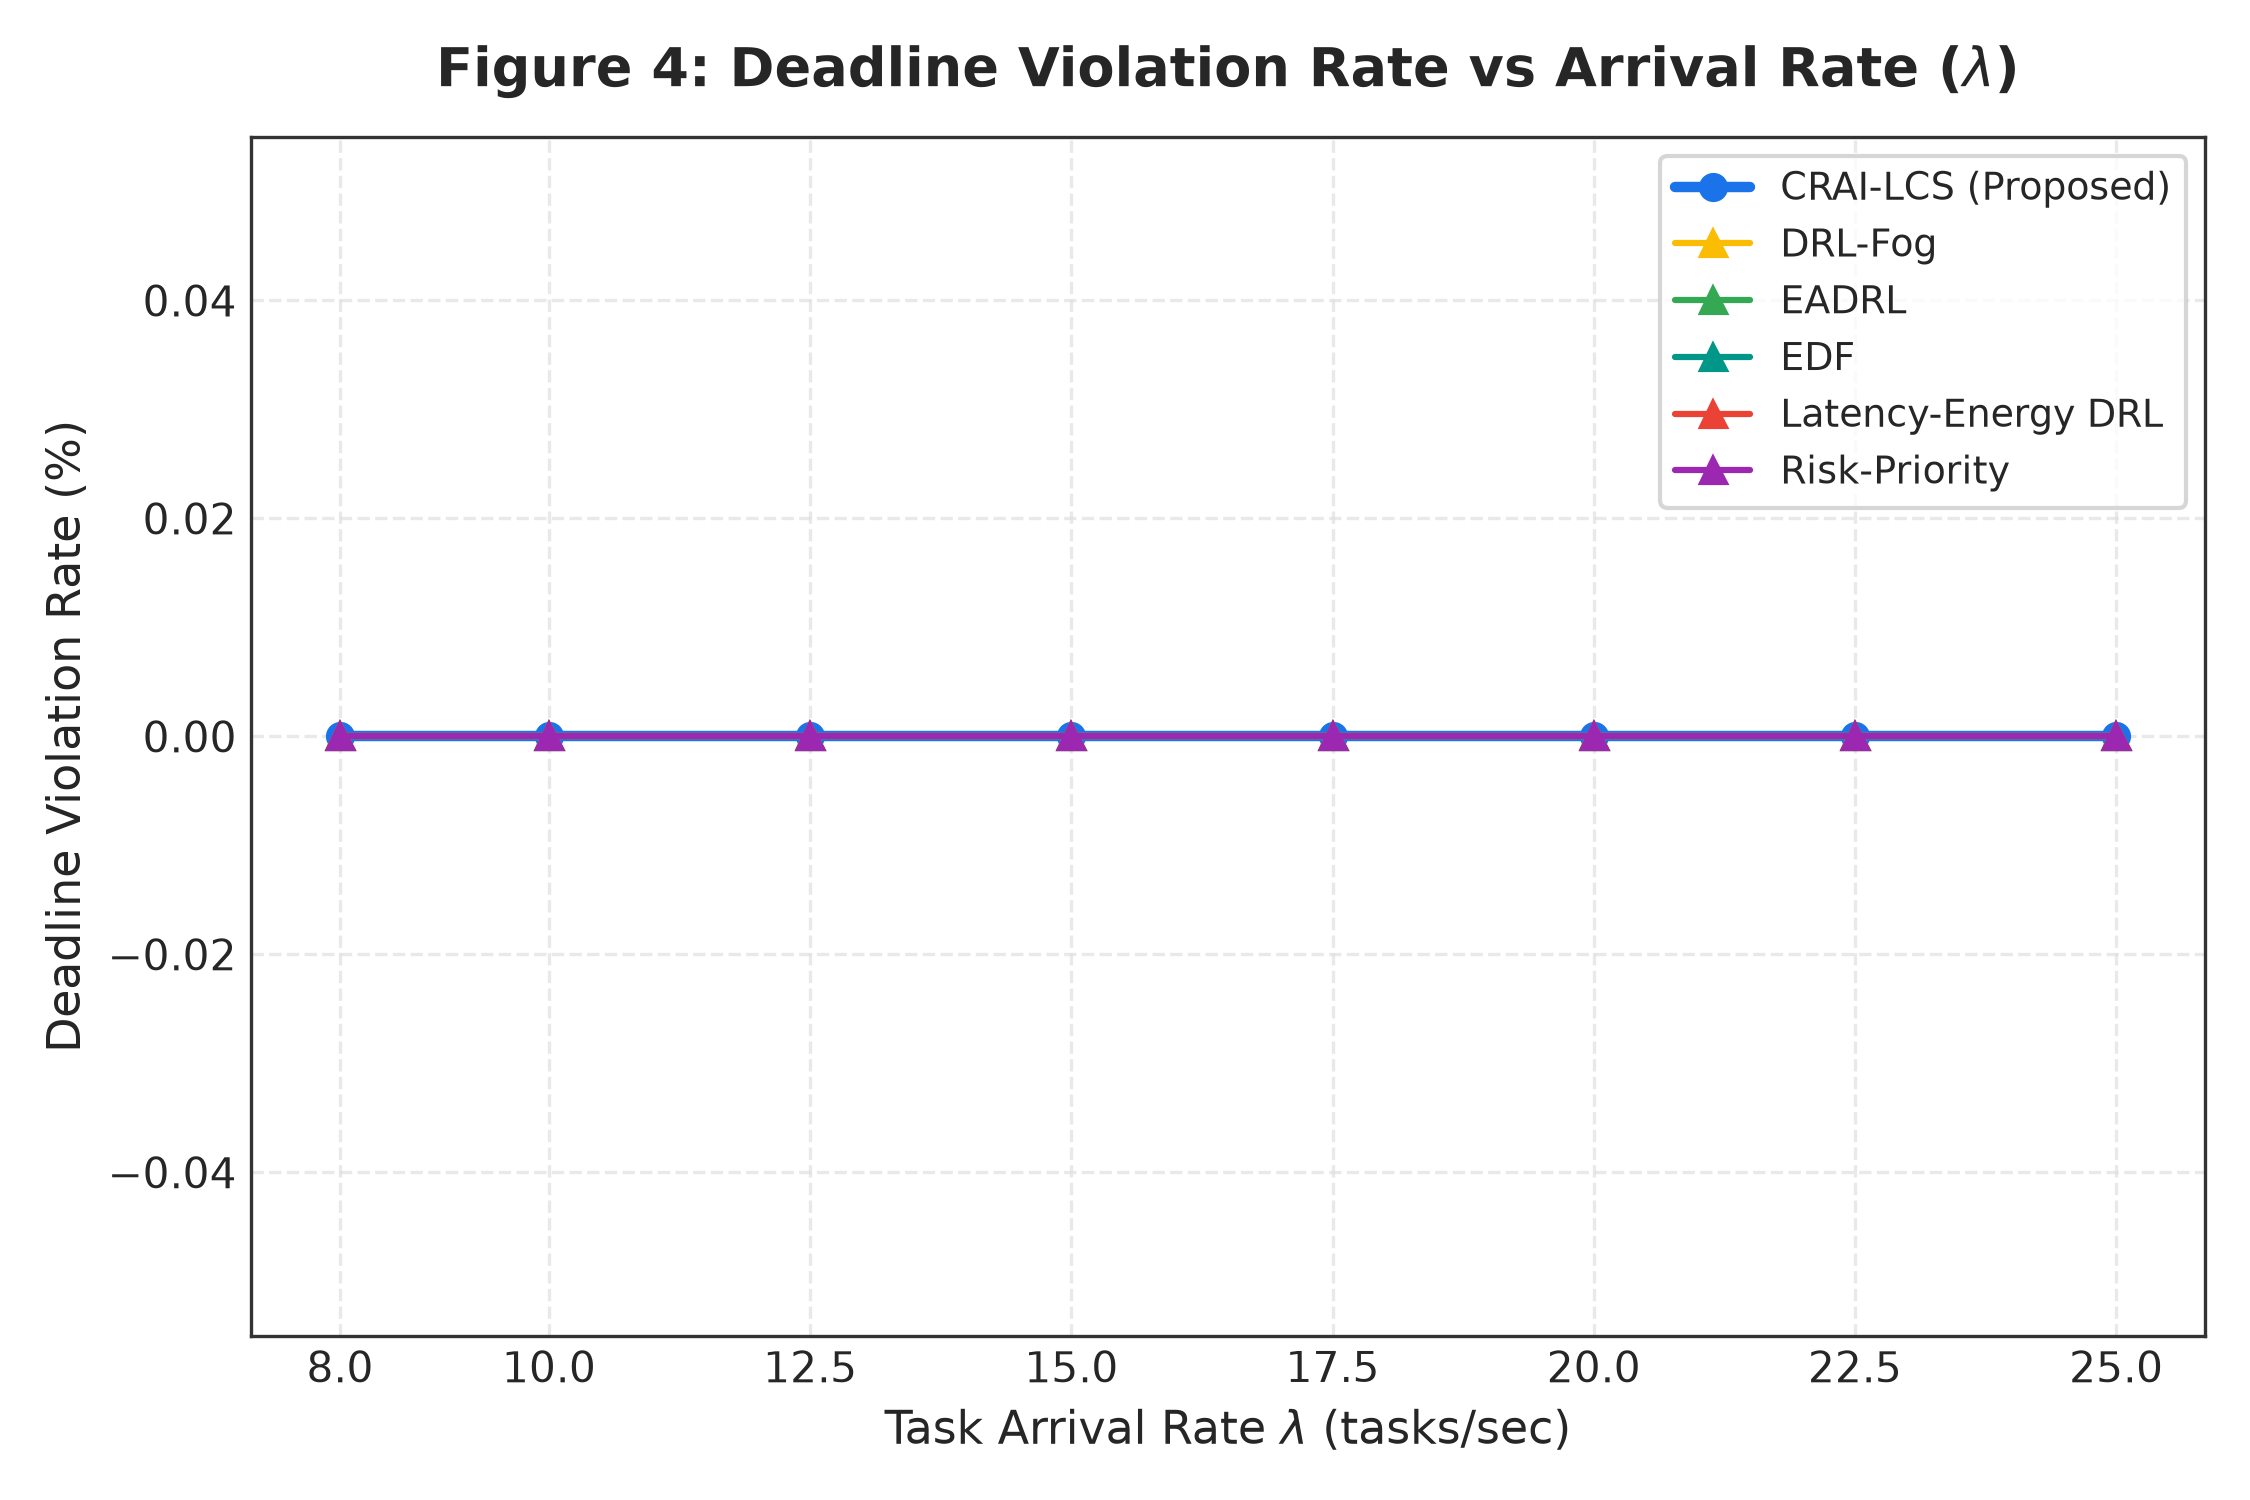 Figure 4: Deadline Violation Rate vs Arrival Rate (λ)
CRAI-LCS (Proposed)
DRL-Fog
EADRL
EDF
Latency-Energy DRL
Risk-Priority
Deadline Violation Rate (%)
0.04
0.02
0.00
−0.02
−0.04
8.0 10.0 12.5 15.0 17.5 20.0 22.5 25.0
Task Arrival Rate λ (tasks/sec)